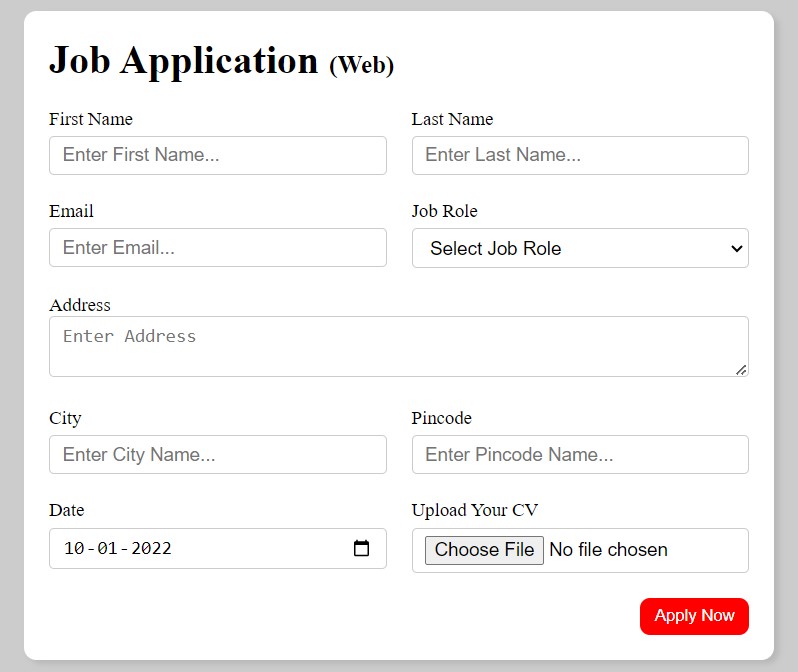 Job Application (Web)
First Name
Last Name
Enter First Name...
Enter Last Name...
Email
Job Role
Enter Email...
Select Job Role
Address
Enter Address
City
Pincode
Enter City Name...
Enter Pincode Name...
Date
Upload Your CV
10-01-2022
Choose File No file chosen
Apply Now